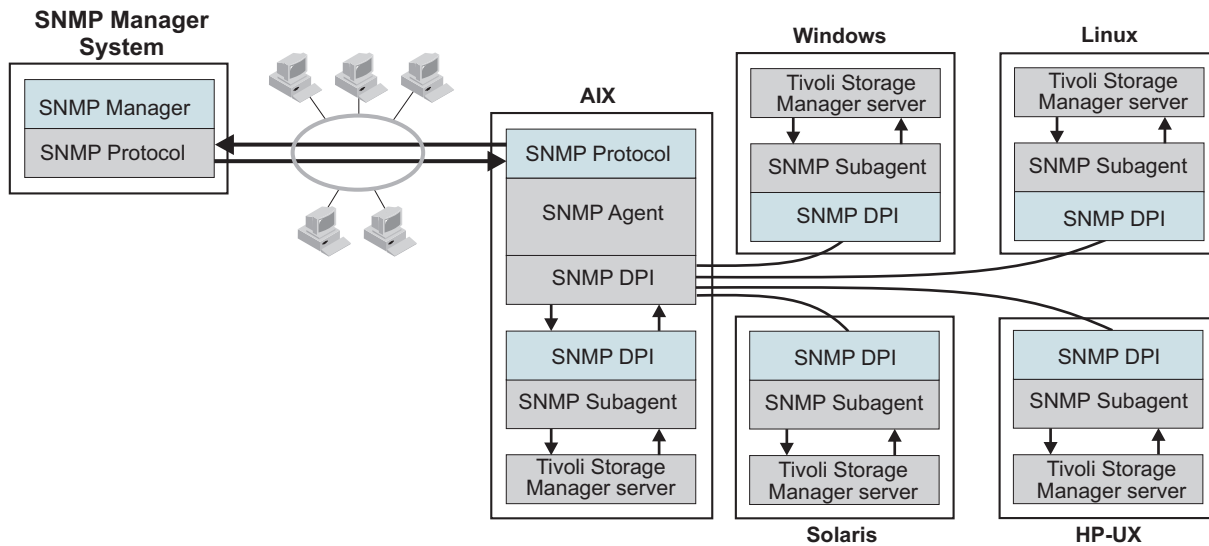 SNMP Manager
System
SNMP Manager
SNMP Protocol
AIX
SNMP Protocol
SNMP Agent
SNMP DPI
SNMP DPI
SNMP Subagent
Tivoli Storage
Manager server
Windows
Tivoli Storage
Manager server
SNMP Subagent
SNMP DPI
Linux
Tivoli Storage
Manager server
SNMP Subagent
SNMP DPI
SNMP DPI
SNMP Subagent
Tivoli Storage
Manager server
Solaris
SNMP DPI
SNMP Subagent
Tivoli Storage
Manager server
HP-UX